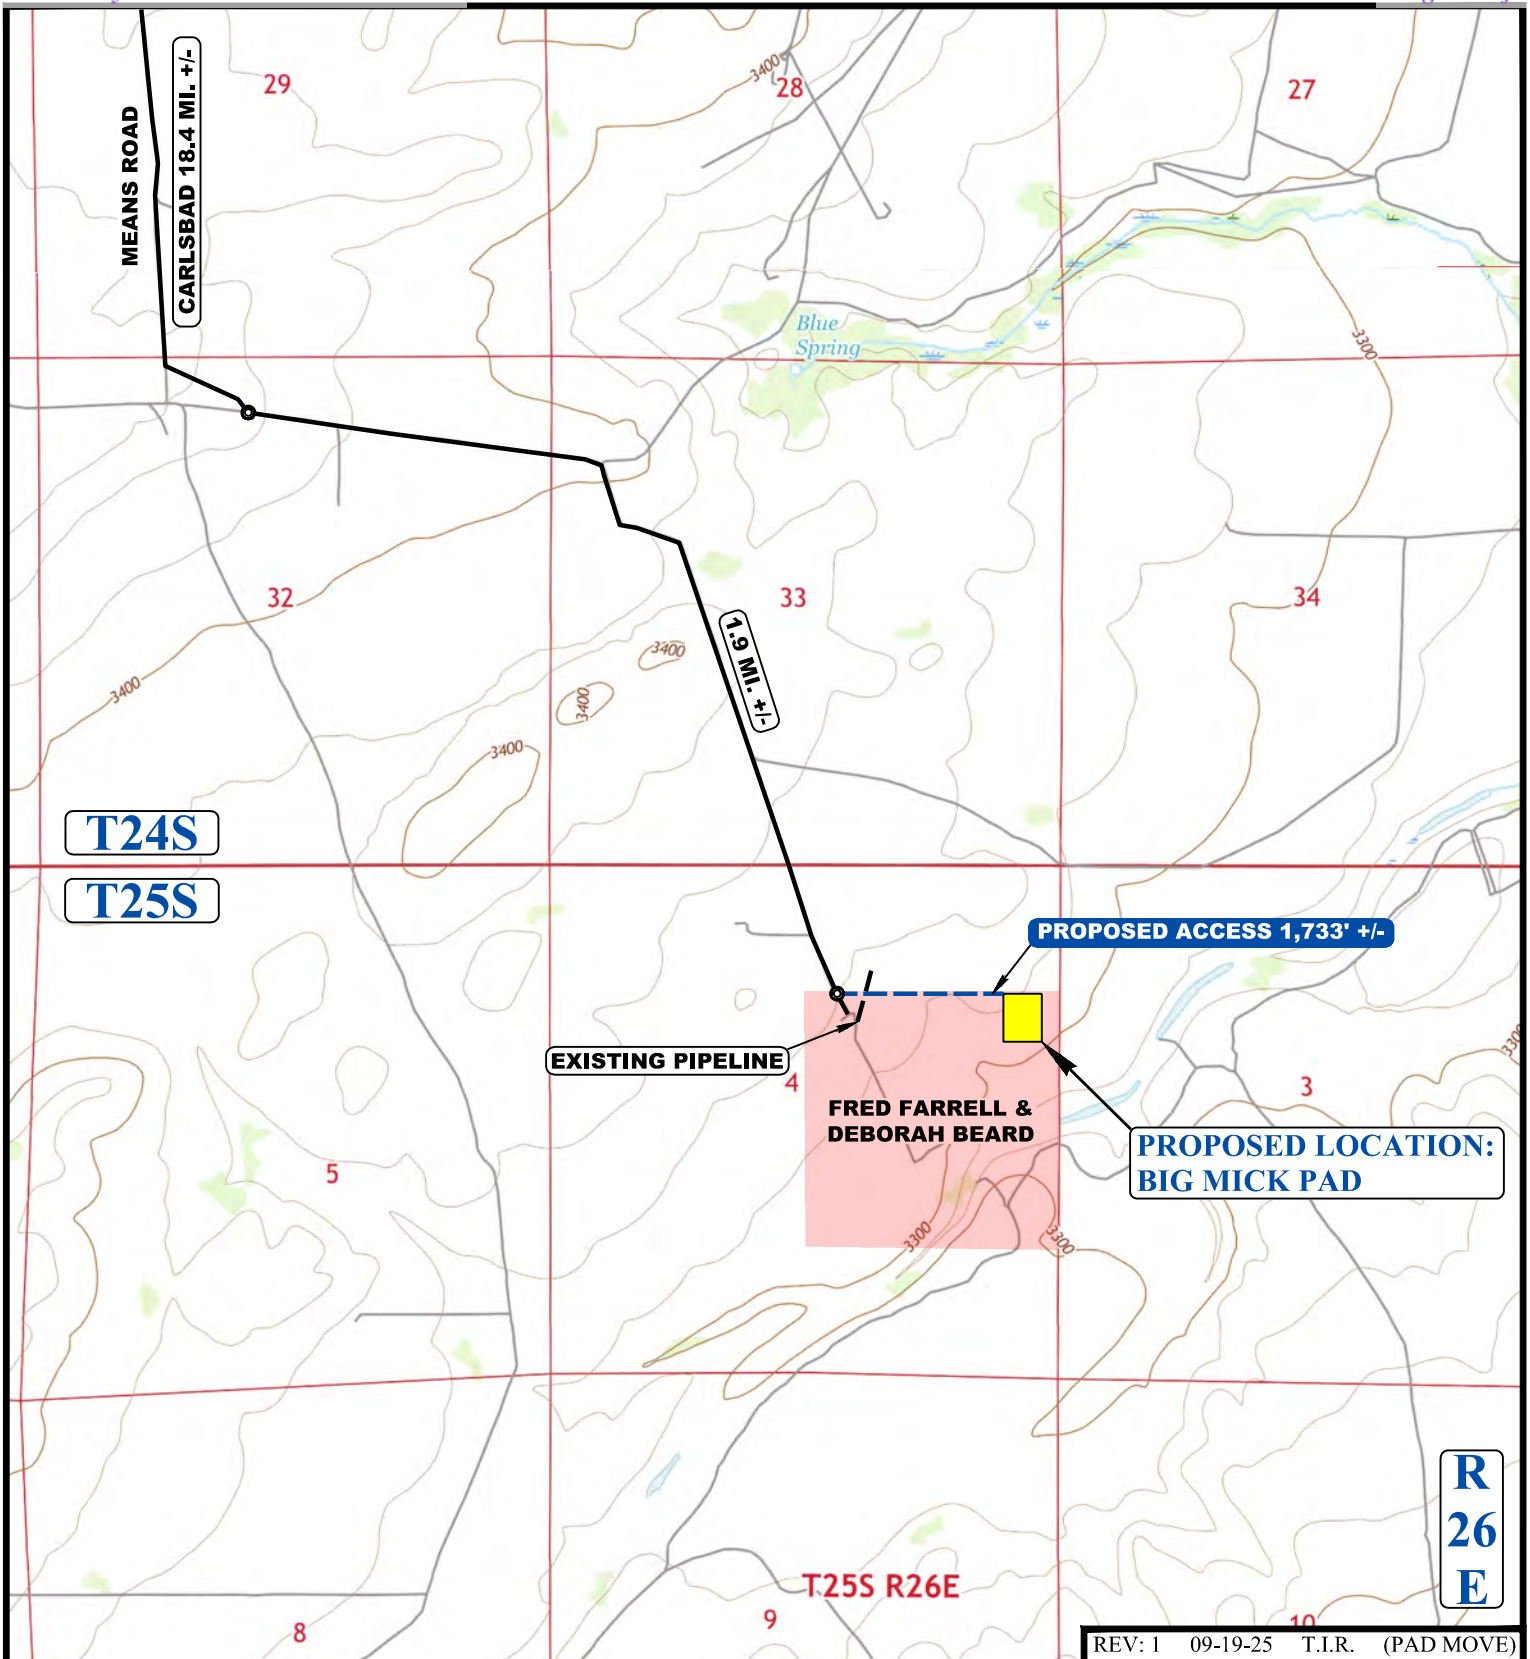 29
28
27
3400
MEANS ROAD
CARLSBAD 18.4 MI. +/-
Blue
Spring
3300
32
33
34
3400
3400
3400
3400
1.9 MI. +/-
T24S
T25S
PROPOSED ACCESS 1,733' +/-
EXISTING PIPELINE
4
3
3300
FRED FARRELL &
DEBORAH BEARD
PROPOSED LOCATION:
BIG MICK PAD
5
3300
3300
R
26
E
T25S R26E
8
9
10
REV: 1 09-19-25 T.I.R. (PAD MOVE)